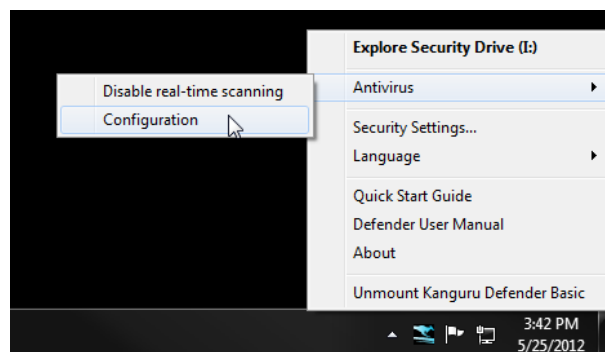 Explore Security Drive (I:)
Antivirus
Disable real-time scanning
Configuration
Security Settings...
Language
Quick Start Guide
Defender User Manual
About
Unmount Kanguru Defender Basic
3:42 PM
5/25/2012